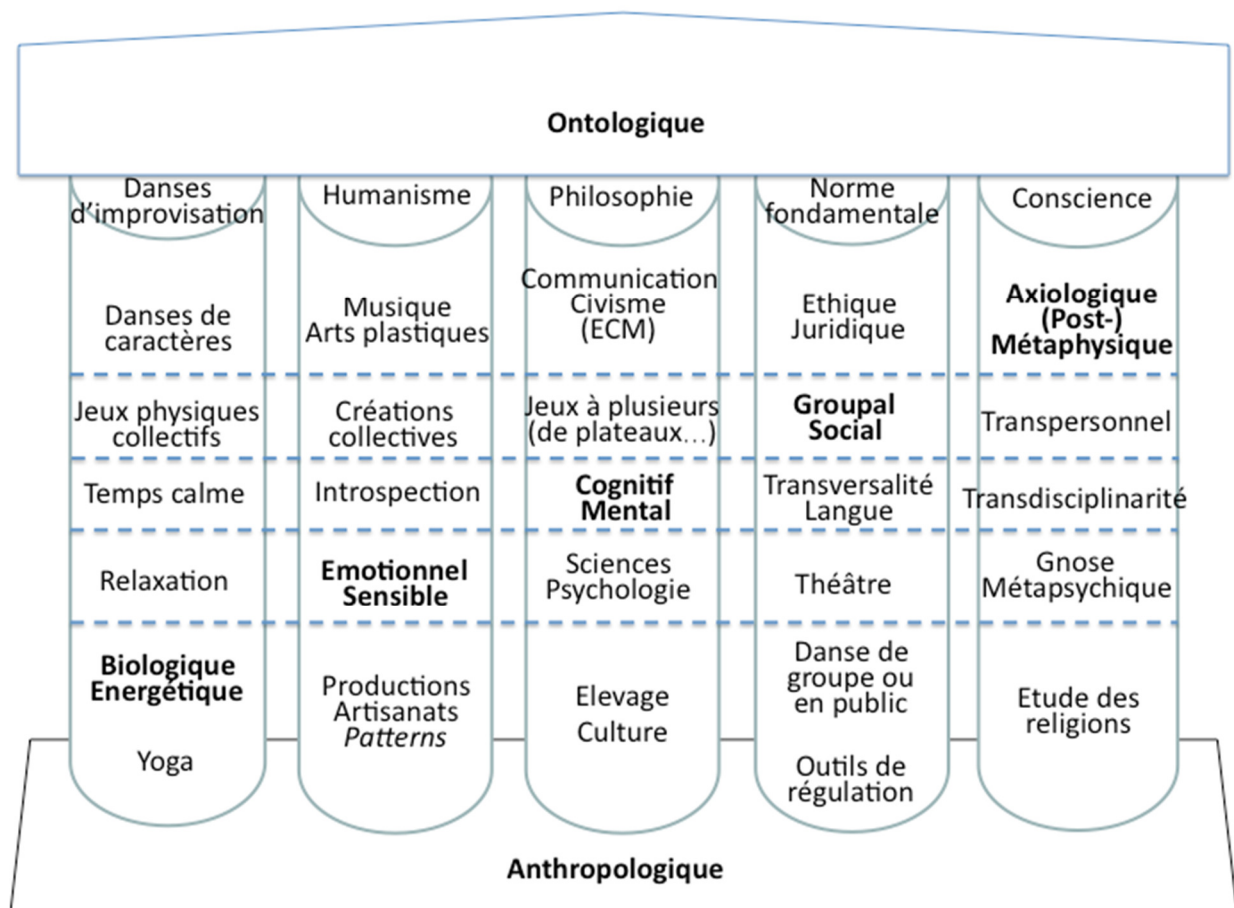 Ontologique
Danses
d'improvisation
Humanisme
Philosophie
Norme
fondamentale
Conscience
Danses de
caractères
Musique
Arts plastiques
Communication
Civisme
(ECM)
Ethique
Juridique
Axiologique
(Post-)
Métaphysique
Jeux physiques
collectifs
Créations
collectives
Jeux à plusieurs
(de plateaux…)
Groupal
Social
Transpersonnel
Temps calme
Introspection
Cognitif
Mental
Transversalité
Langue
Transdisciplinarité
Relaxation
Emotionnel
Sensible
Sciences
Psychologie
Théâtre
Gnose
Métapsychique
Biologique
Energétique
Yoga
Productions
Artisanats
Patterns
Elevage
Culture
Danse de
groupe ou
en public
Outils de
régulation
Etude des
religions
Anthropologique